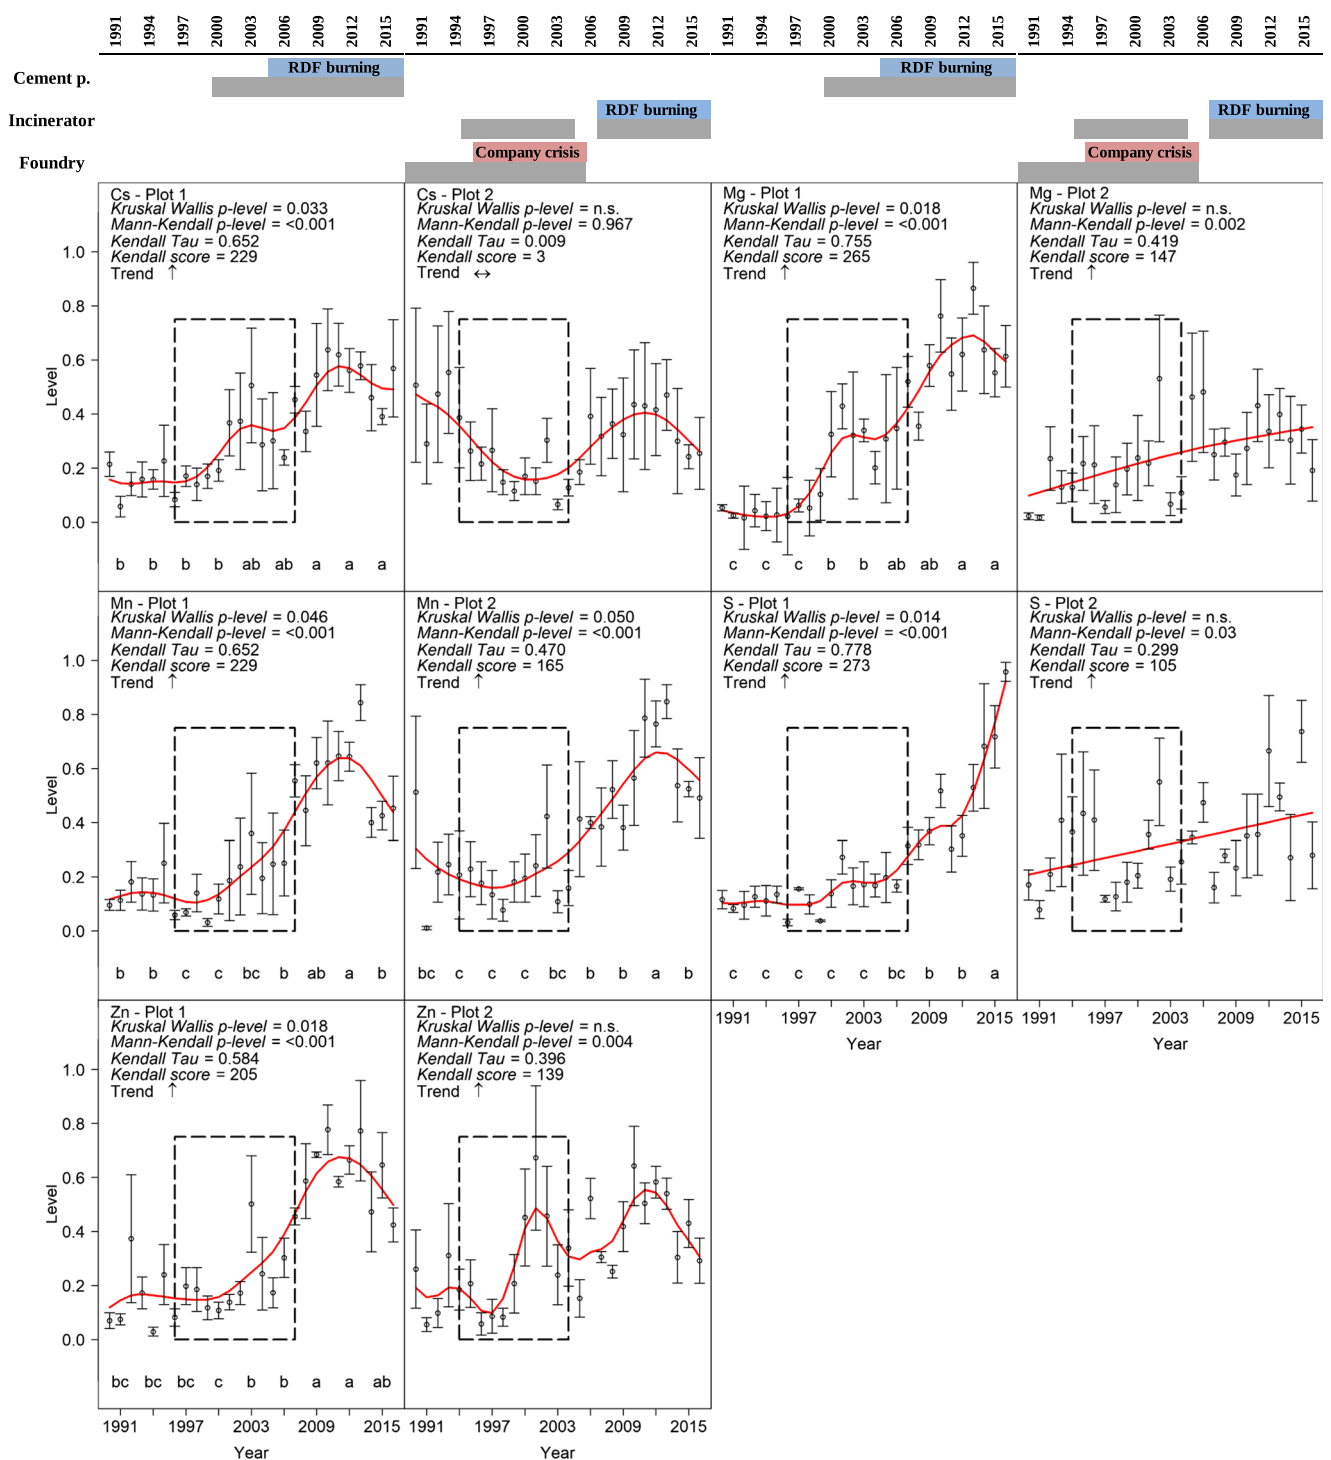 1991 1994 1997 2000 2003 2006 2009 2012 2015 1991 1994 1997 2000 2003 2006 2009 2012 2015 1991 1994 1997 2000 2003 2006 2009 2012 2015 1991 1994 1997 2000 2003 2006 2009 2012 2015
Cement p. RDF burning RDF burning
Incinerator RDF burning RDF burning
Foundry Company crisis Company crisis
Cs - Plot 1
Kruskal Wallis p-level = 0.033
Mann-Kendall p-level = <0.001
Kendall Tau = 0.652
Kendall score = 229
Trend ↑
Cs - Plot 2
Kruskal Wallis p-level = n.s.
Mann-Kendall p-level = 0.967
Kendall Tau = 0.009
Kendall score = 3
Trend ↔
Mg - Plot 1
Kruskal Wallis p-level = 0.018
Mann-Kendall p-level = <0.001
Kendall Tau = 0.755
Kendall score = 265
Trend ↑
Mg - Plot 2
Kruskal Wallis p-level = n.s.
Mann-Kendall p-level = 0.002
Kendall Tau = 0.419
Kendall score = 147
Trend ↑
1.0
0.8
0.6
0.4
0.2
0.0
Level
b b b b ab ab a a a
c c c b b ab ab a a
Mn - Plot 1
Kruskal Wallis p-level = 0.046
Mann-Kendall p-level = <0.001
Kendall Tau = 0.652
Kendall score = 229
Trend ↑
Mn - Plot 2
Kruskal Wallis p-level = 0.050
Mann-Kendall p-level = <0.001
Kendall Tau = 0.470
Kendall score = 165
Trend ↑
S - Plot 1
Kruskal Wallis p-level = 0.014
Mann-Kendall p-level = <0.001
Kendall Tau = 0.778
Kendall score = 273
Trend ↑
S - Plot 2
Kruskal Wallis p-level = n.s.
Mann-Kendall p-level = 0.03
Kendall Tau = 0.299
Kendall score = 105
Trend ↑
1.0
0.8
0.6
0.4
0.2
0.0
Level
b b c c bc b ab a b
bc c c c bc b b a b
c c c c c bc b b a
1991 1997 2003 2009 2015
Year
1991 1997 2003 2009 2015
Year
Zn - Plot 1
Kruskal Wallis p-level = 0.018
Mann-Kendall p-level = <0.001
Kendall Tau = 0.584
Kendall score = 205
Trend ↑
Zn - Plot 2
Kruskal Wallis p-level = n.s.
Mann-Kendall p-level = 0.004
Kendall Tau = 0.396
Kendall score = 139
Trend ↑
1.0
0.8
0.6
0.4
0.2
0.0
Level
bc bc bc c b b a a ab
1991 1997 2003 2009 2015
Year
1991 1997 2003 2009 2015
Year